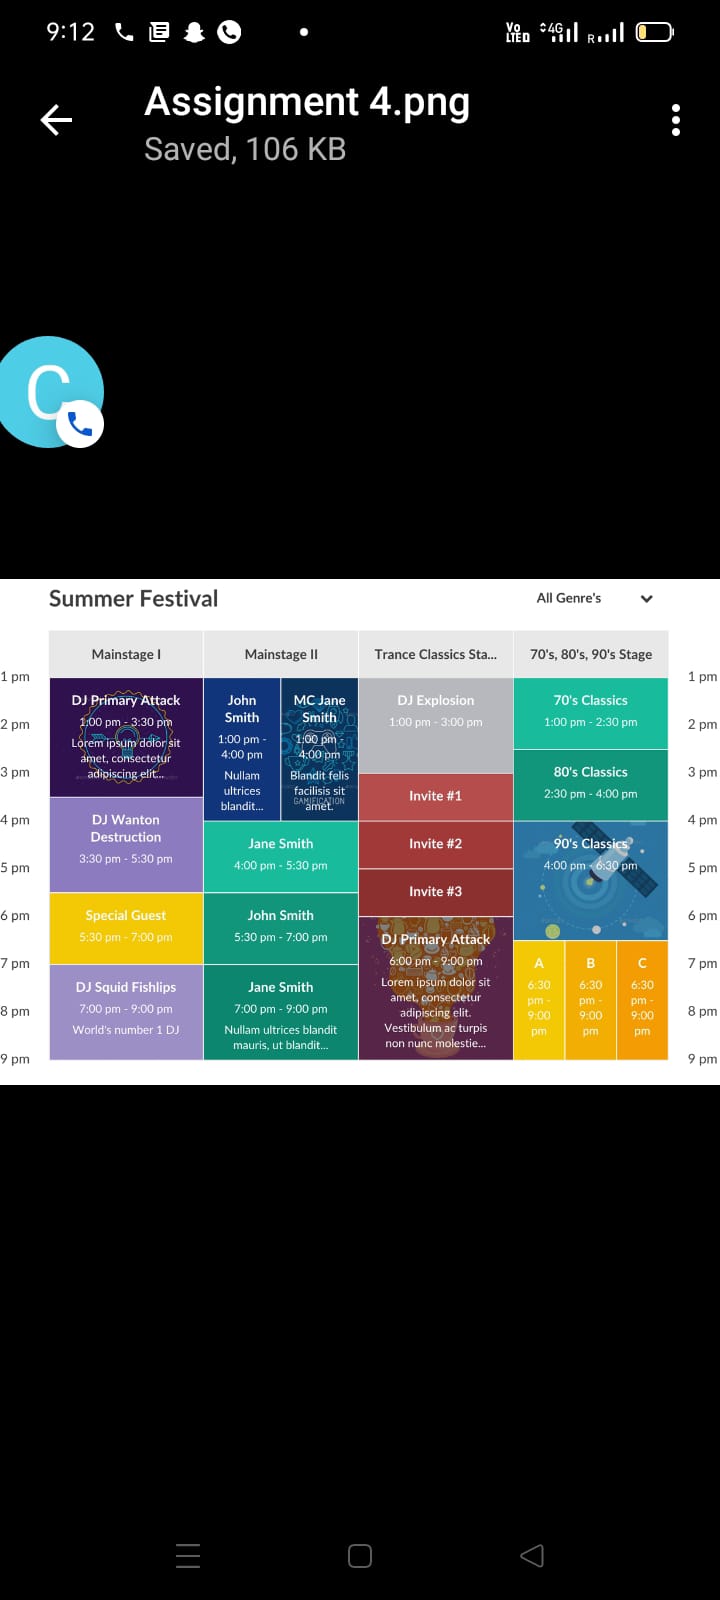 9:12
Vo
LTED
4G
R
Assignment 4.png
Saved, 106 KB
C
Summer Festival
All Genre's
Mainstage I
Mainstage II
Trance Classics Sta...
70's, 80's, 90's Stage
1 pm
2 pm
3 pm
4 pm
5 pm
6 pm
7 pm
8 pm
9 pm
DJ Primary Attack
1:00 pm - 3:30 pm
Lorem ipsum dolor sit
amet, consectetur
adipiscing elit...
DJ Wanton
Destruction
3:30 pm - 5:30 pm
Special Guest
5:30 pm - 7:00 pm
DJ Squid Fishlips
7:00 pm - 9:00 pm
World's number 1 DJ
John
Smith
1:00 pm -
4:00 pm
Nullam
ultrices
blandit...
MC Jane
Smith
1:00 pm -
4:00 pm
Blandit felis
facilisis sit
amet.
GAMIFICATION
Jane Smith
4:00 pm - 5:30 pm
John Smith
5:30 pm - 7:00 pm
Jane Smith
7:00 pm - 9:00 pm
Nullam ultrices blandit
mauris, ut blandit...
DJ Explosion
1:00 pm - 3:00 pm
Invite #1
Invite #2
Invite #3
DJ Primary Attack
6:00 pm - 9:00 pm
Lorem ipsum dolor sit
amet, consectetur
adipiscing elit.
Vestibulum ac turpis
non nunc molestie...
70's Classics
1:00 pm - 2:30 pm
80's Classics
2:30 pm - 4:00 pm
90's Classics
4:00 pm - 6:30 pm
A
6:30
pm -
9:00
pm
B
6:30
pm -
9:00
pm
C
6:30
pm -
9:00
pm
1 pm
2 pm
3 pm
4 pm
5 pm
6 pm
7 pm
8 pm
9 pm